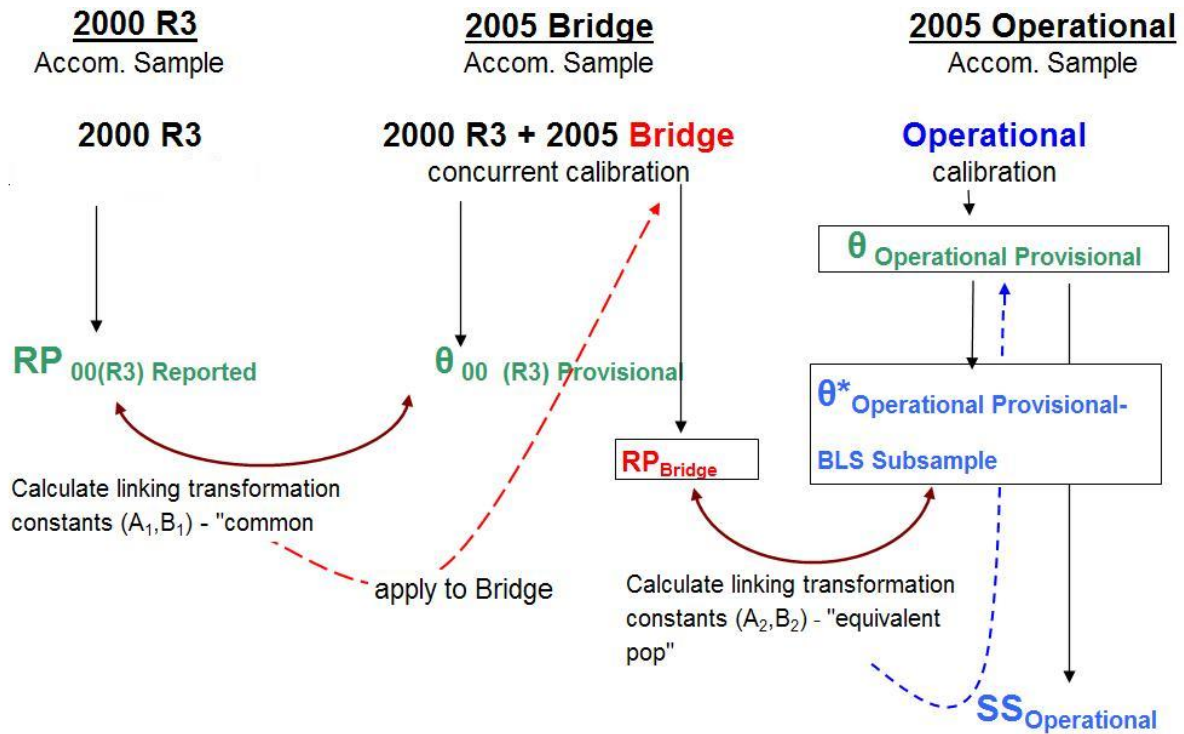 2000 R3
Accom. Sample
2005 Bridge
Accom. Sample
2005 Operational
Accom. Sample
2000 R3
2000 R3 + 2005 Bridge
concurrent calibration
Operational
calibration
θ Operational Provisional
RP 00(R3) Reported
θ 00 (R3) Provisional
θ*Operational Provisional-
BLS Subsample
RPBridge
Calculate linking transformation
constants (A1,B1) - "common
apply to Bridge
Calculate linking transformation
constants (A2,B2) - "equivalent
pop"
SSOperational